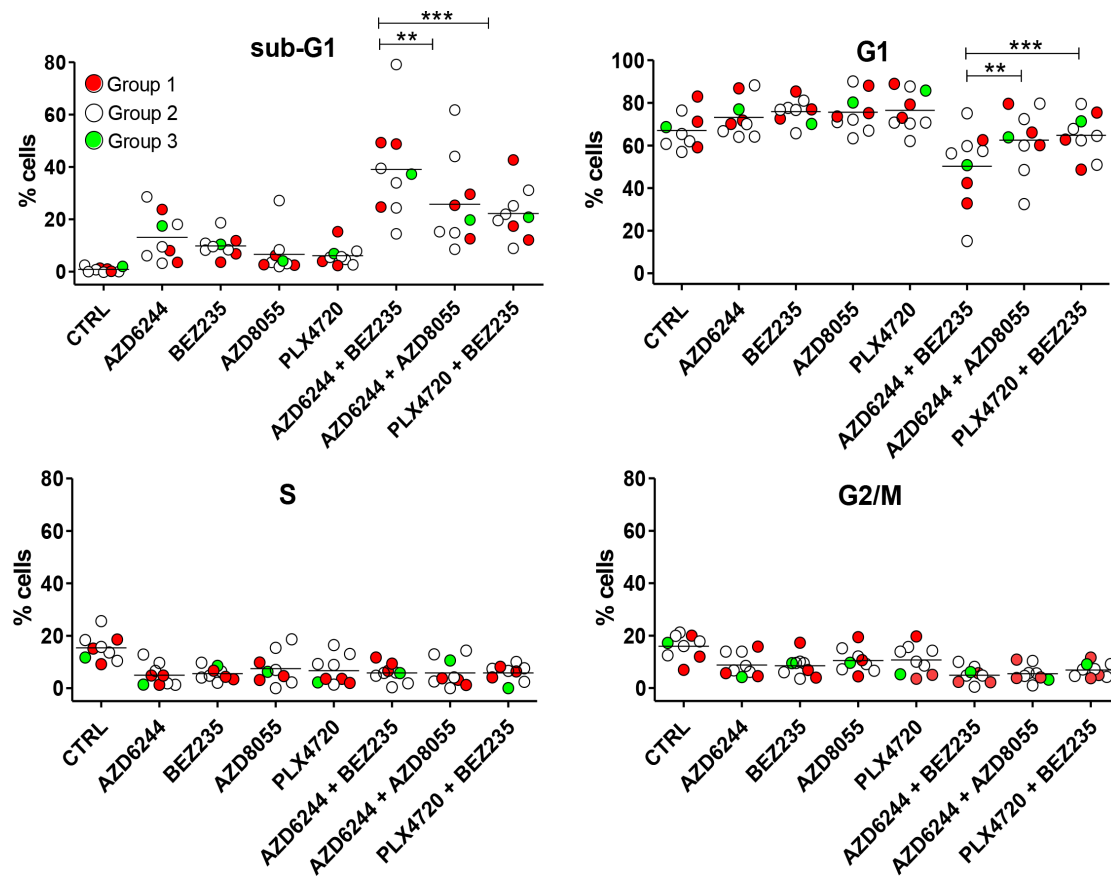 ***
**
sub-G1
80
60
40
20
0
% cells
Group 1
Group 2
Group 3
CTRL
AZD6244
BEZ235
AZD8055
PLX4720
AZD6244 + BEZ235
AZD6244 + AZD8055
PLX4720 + BEZ235
***
**
G1
100
80
60
40
20
0
% cells
CTRL
AZD6244
BEZ235
AZD8055
PLX4720
AZD6244 + BEZ235
AZD6244 + AZD8055
PLX4720 + BEZ235
S
80
60
40
20
0
% cells
CTRL
AZD6244
BEZ235
AZD8055
PLX4720
AZD6244 + BEZ235
AZD6244 + AZD8055
PLX4720 + BEZ235
G2/M
80
60
40
20
0
% cells
CTRL
AZD6244
BEZ235
AZD8055
PLX4720
AZD6244 + BEZ235
AZD6244 + AZD8055
PLX4720 + BEZ235